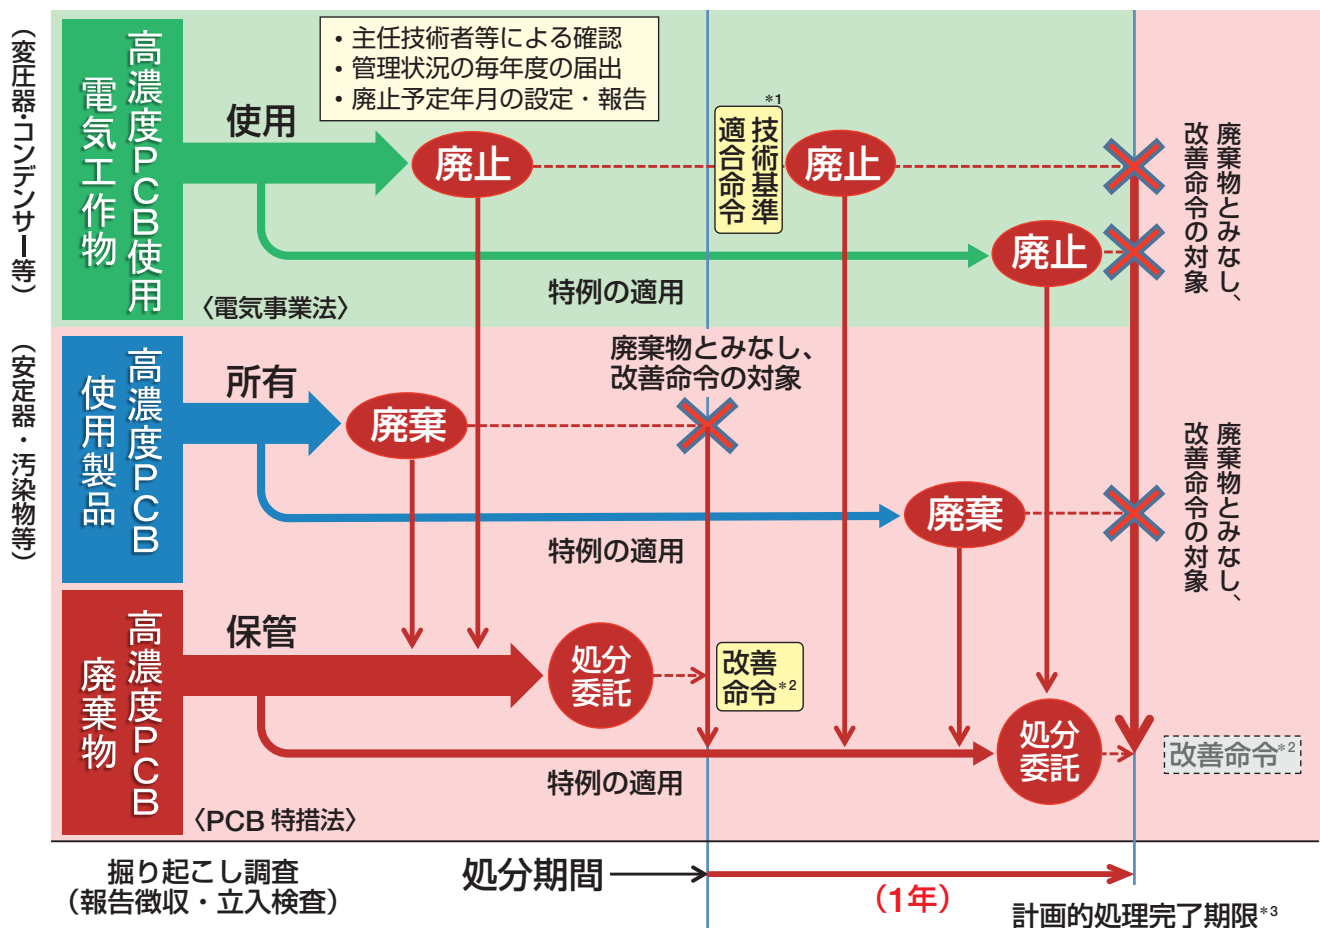 （変圧器・コンデンサー等）
高濃度PCB使用
電気工作物
・主任技術者等による確認
・管理状況の毎年度の届出
・廃止予定年月の設定・報告
使用
廃止
*1
技術基準
適合命令
廃止
廃止
特例の適用
〈電気事業法〉
廃棄物とみなし、
改善命令の対象
（安定器・汚染物等）
高濃度PCB
使用製品
所有
廃棄
廃棄物とみなし、
改善命令の対象
廃棄
特例の適用
廃棄物とみなし、
改善命令の対象
高濃度PCB
廃棄物
保管
処分
委託
改善
命令*2
処分
委託
改善命令*2
特例の適用
〈PCB 特措法〉
掘り起こし調査
（報告徴収・立入検査）
処分期間
（1年）
計画的処理完了期限*3